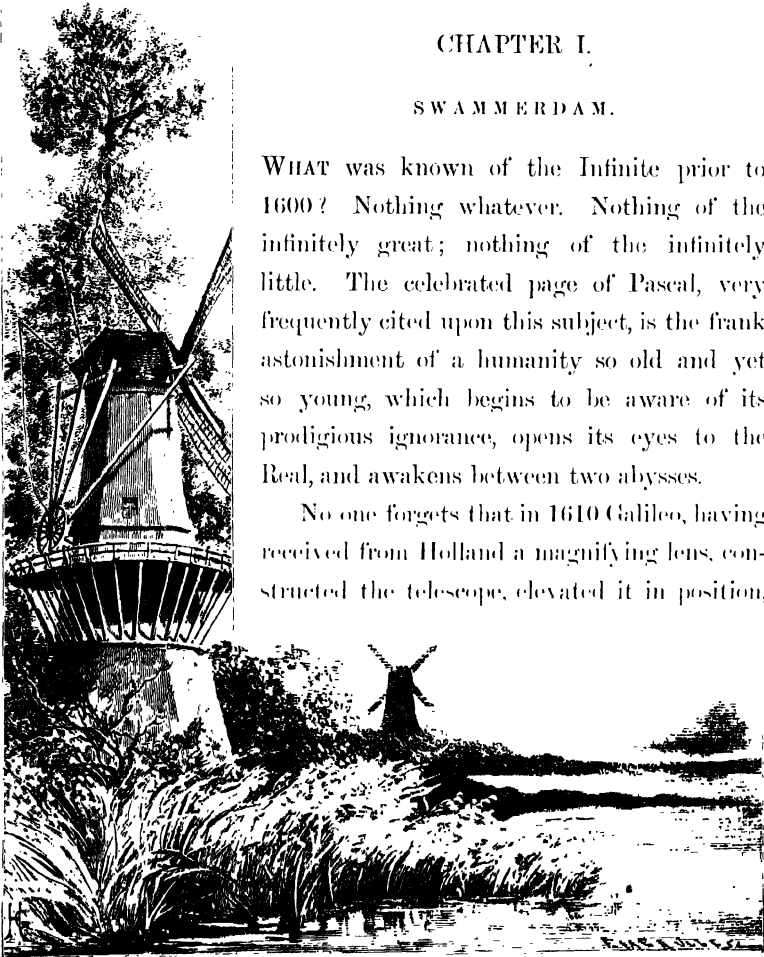 CHAPTER I.
SWAMMERDAM.
WHAT was known of the Infinite prior to
1600? Nothing whatever. Nothing of the
infinitely great; nothing of the infinitely
little. The celebrated page of Pascal, very
frequently cited upon this subject, is the frank
astonishment of a humanity so old and yet
so young, which begins to be aware of its
prodigious ignorance, opens its eyes to the
Real, and awakens between two abysses.
No one forgets that in 1610 Galileo, having
received from Holland a magnifying lens, con-
structed the telescope, elevated it in position,